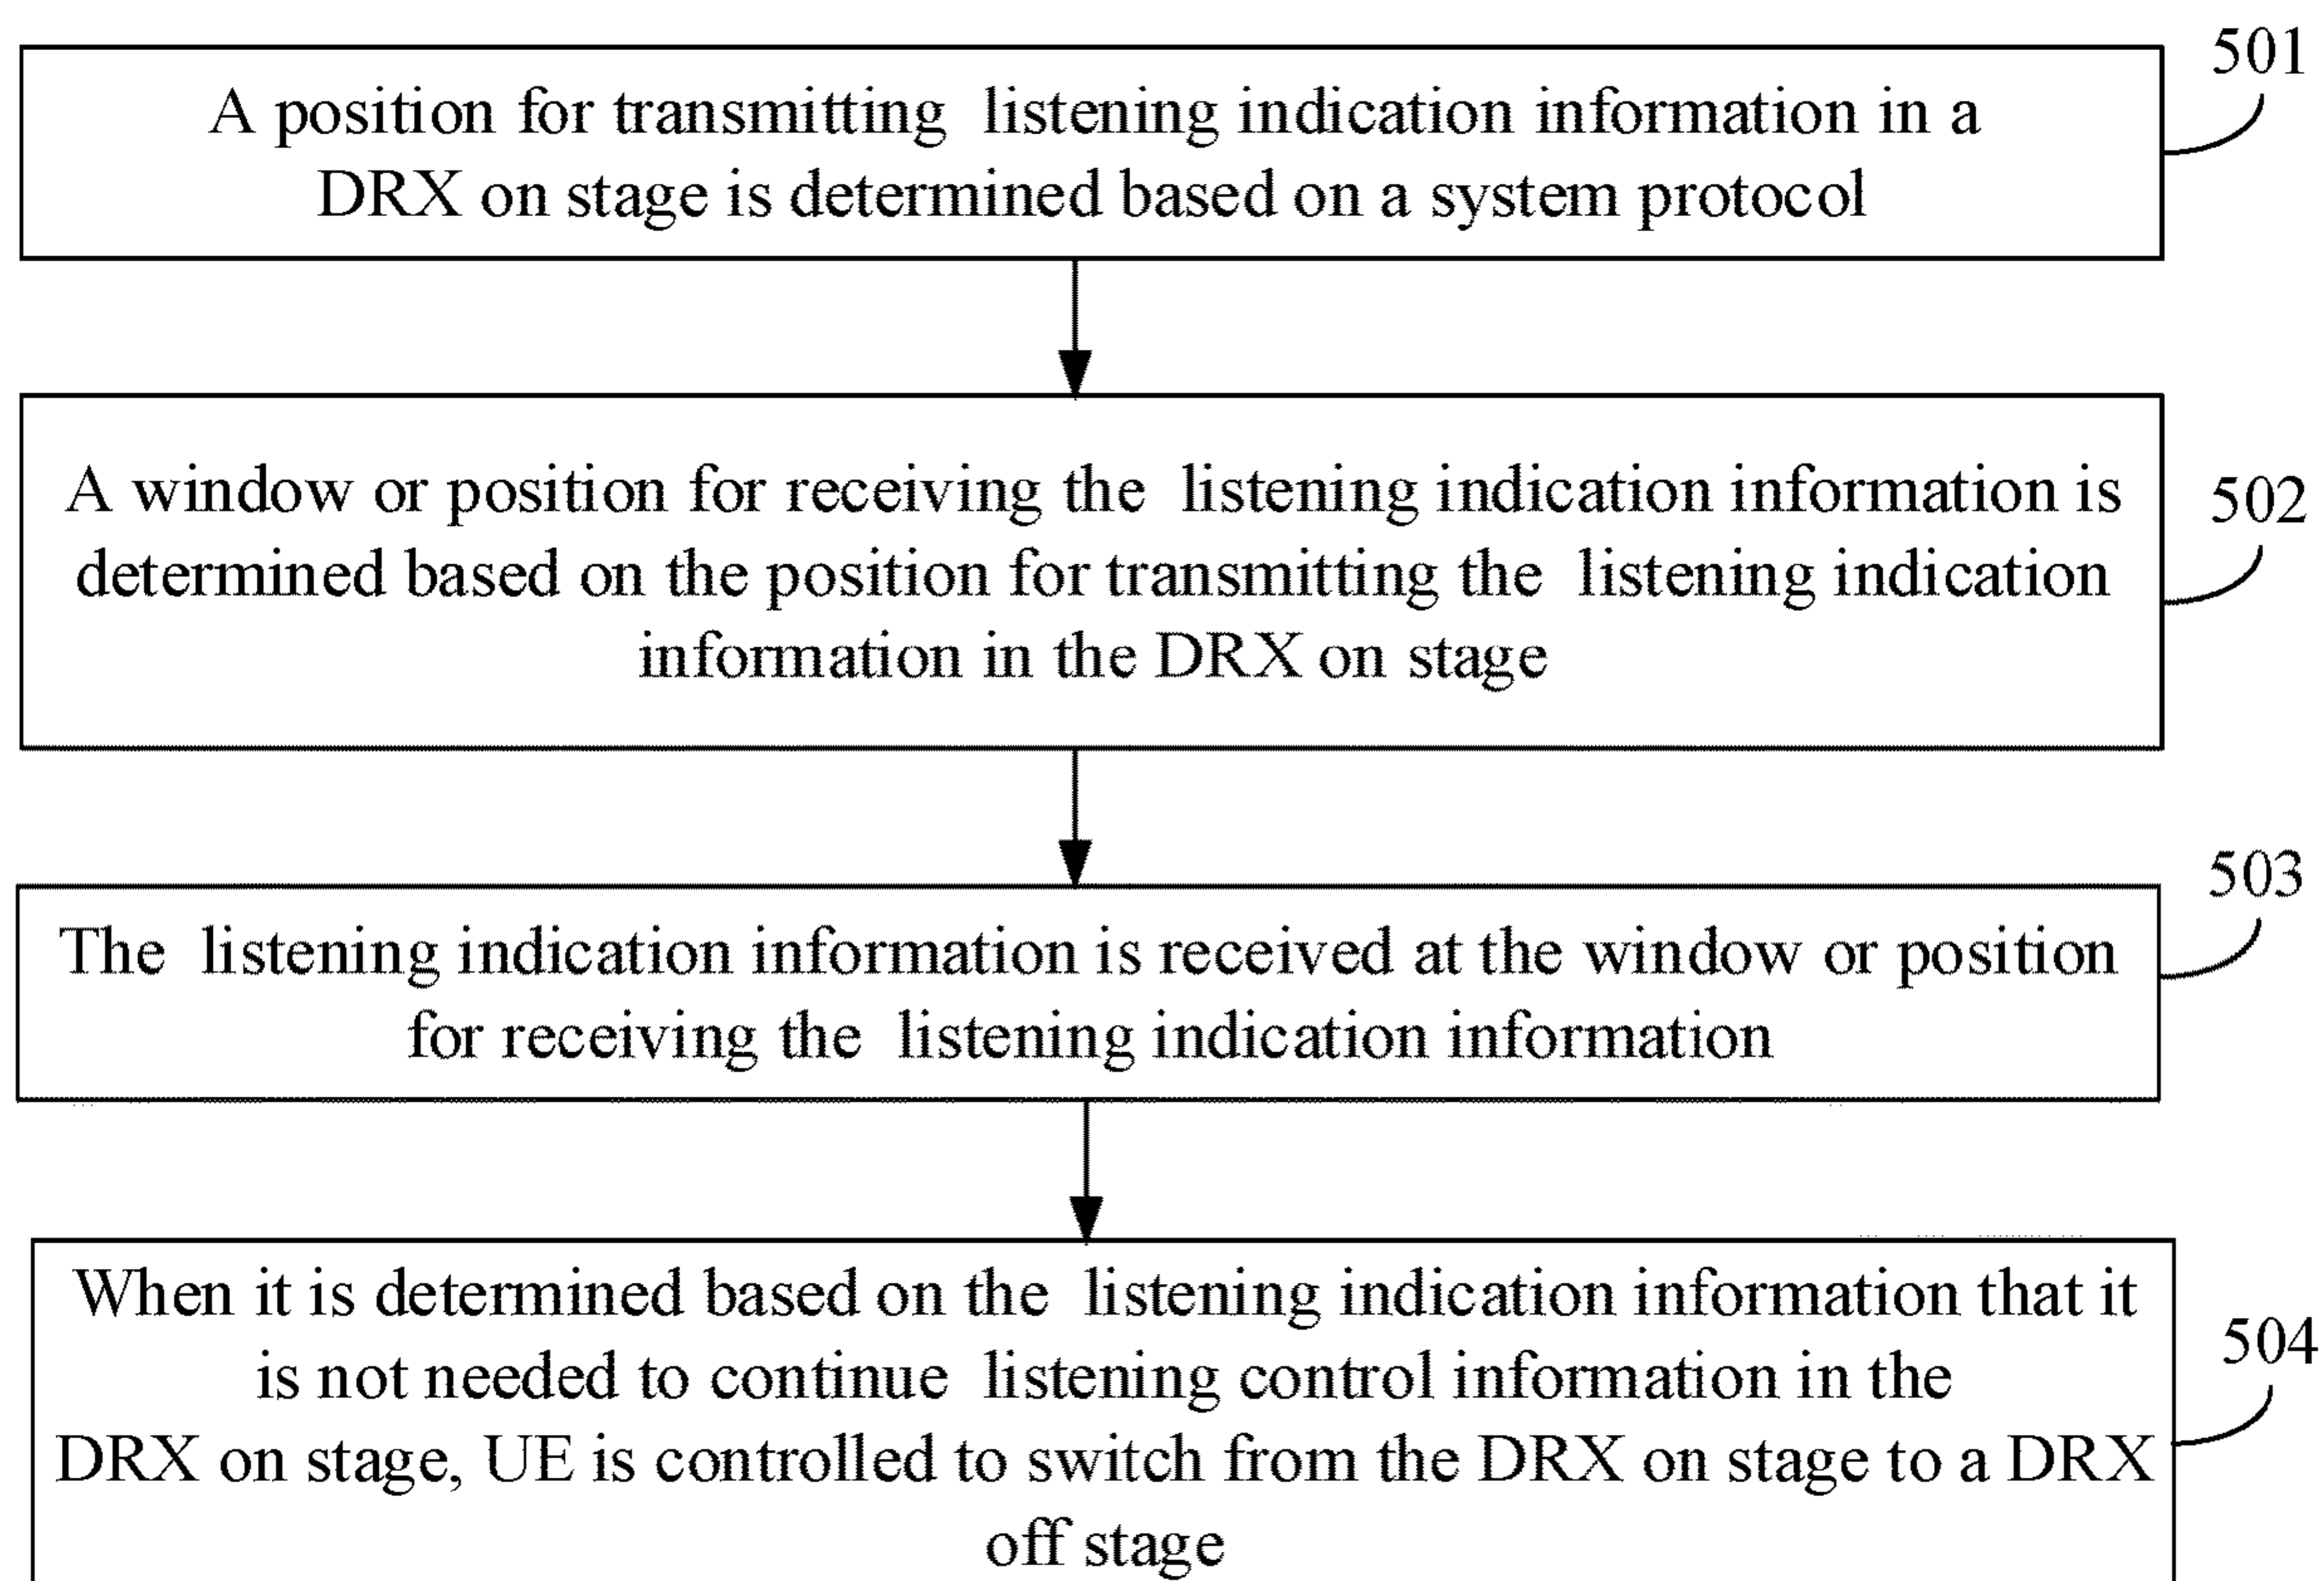 501
A position for transmitting listening indication information in a
DRX on stage is determined based on a system protocol
A window or position for receiving the listening indication information is
determined based on the position for transmitting the listening indication
information in the DRX on stage
502
The listening indication information is received at the window or position
for receiving the listening indication information
503
When it is determined based on the listening indication information that it
is not needed to continue listening control information in the
DRX on stage, UE is controlled to switch from the DRX on stage to a DRX
off stage
504